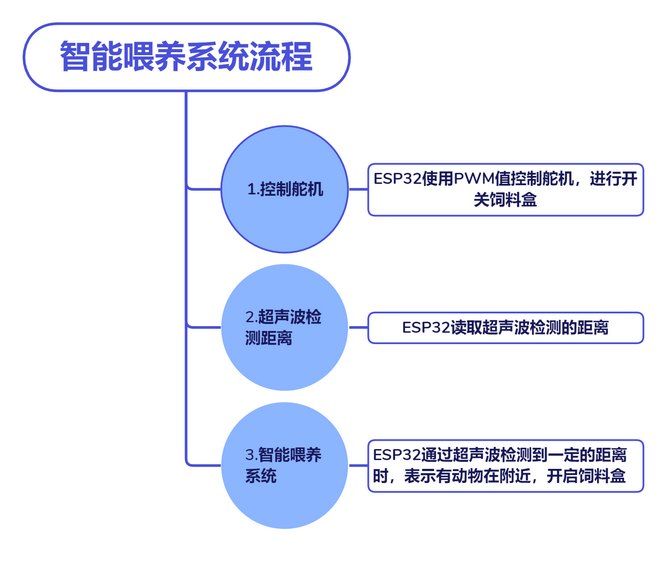 智能喂养系统流程
1.控制舵机
ESP32使用PWM值控制舵机，进行开
关饲料盒
2.超声波检
测距离
ESP32读取超声波检测的距离
3.智能喂养
系统
ESP32通过超声波检测到一定的距离
时，表示有动物在附近，开启饲料盒